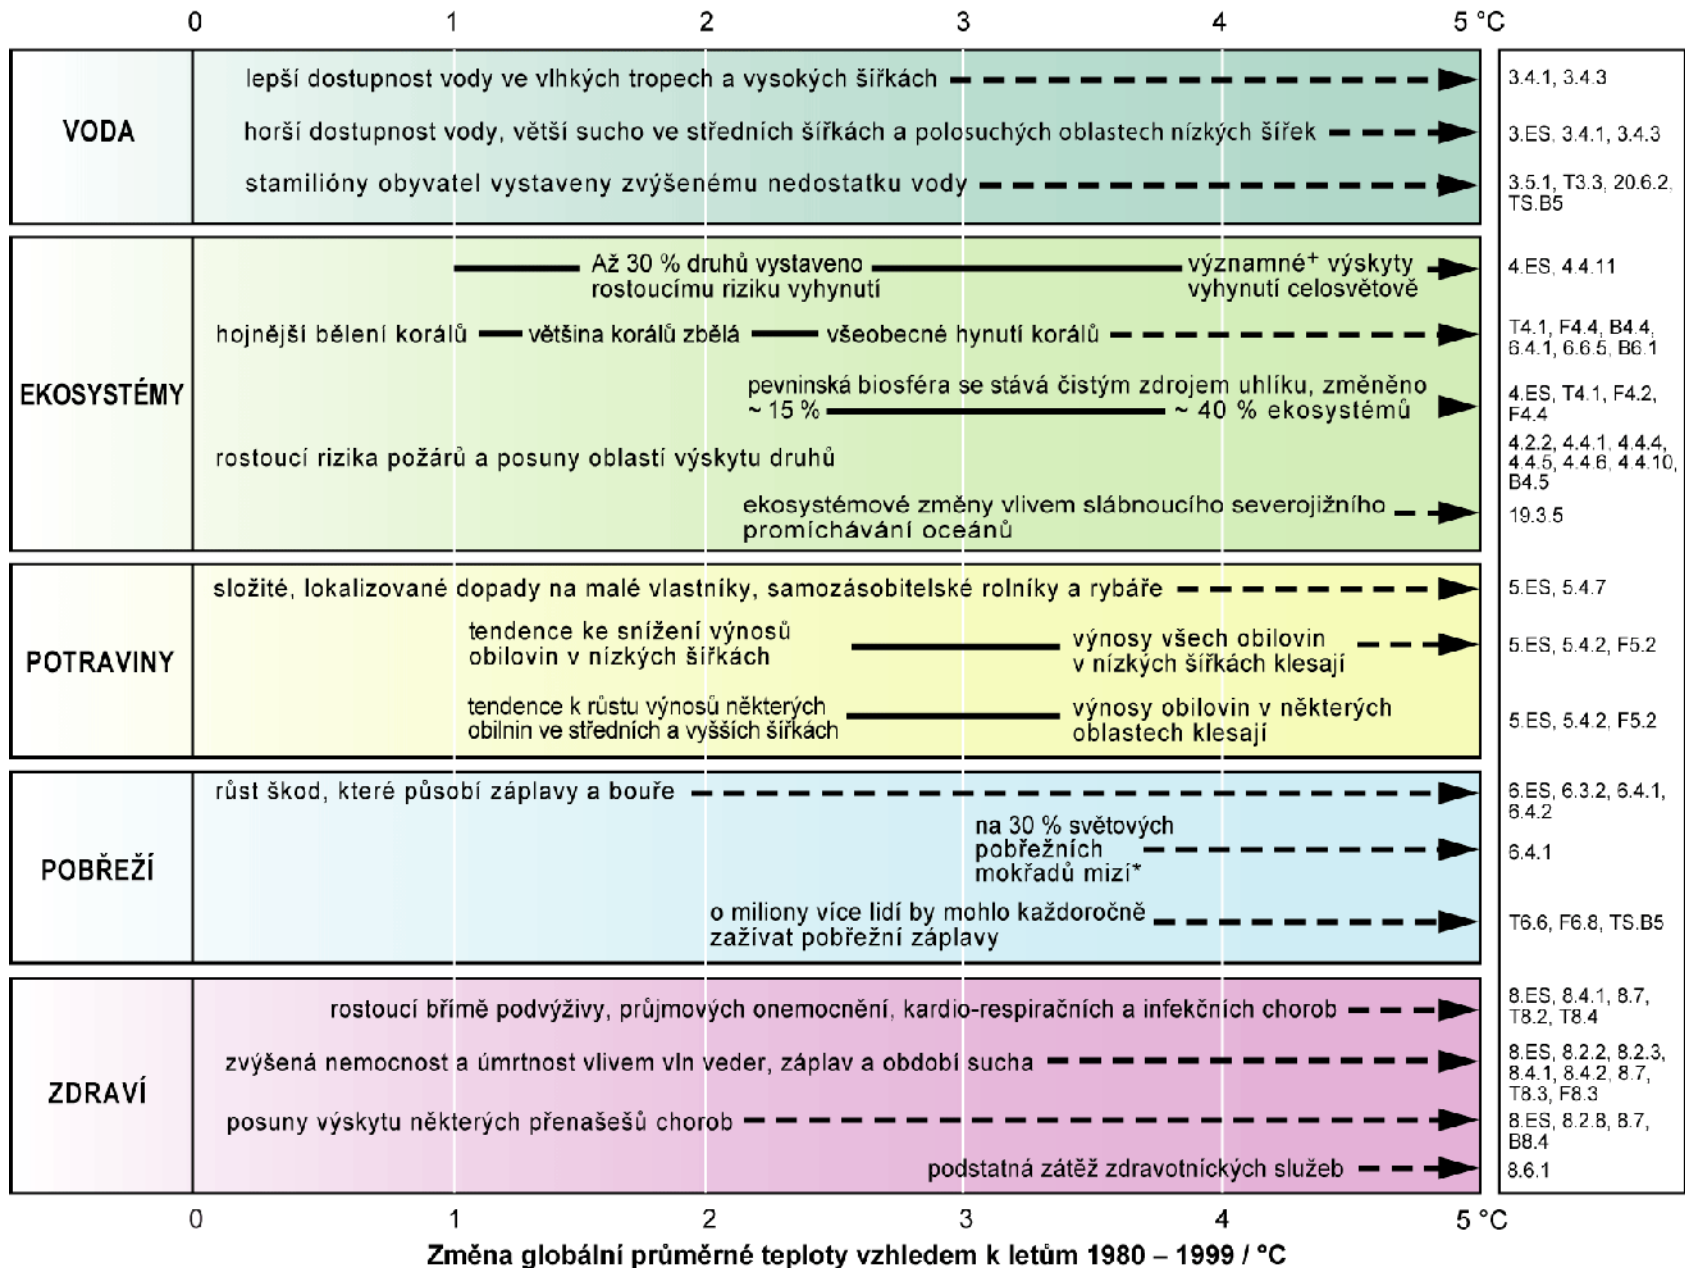 0 1 2 3 4 5 °C
VODA
lepší dostupnost vody ve vlhkých tropech a vysokých šířkách
3.4.1, 3.4.3
horší dostupnost vody, větší sucho ve středních šířkách a polosuchých oblastech nízkých šířek
3.ES, 3.4.1, 3.4.3
stamilióny obyvatel vystaveny zvýšenému nedostatku vody
3.5.1, T3.3, 20.6.2,
TS.B5
EKOSYSTÉMY
Až 30 % druhů vystaveno
rostoucímu riziku vyhynutí
významné+ výskyty
vyhynutí celosvětově
4.ES, 4.4.11
hojnější bělení korálů
většina korálů zbělá
všeobecné hynutí korálů
T4.1, F4.4, B4.4,
6.4.1, 6.6.5, B6.1
pevninská biosféra se stává čistým zdrojem uhlíku, změněno
~ 15 % ~ 40 % ekosystémů
4.ES, T4.1, F4.2,
F4.4
rostoucí rizika požárů a posuny oblastí výskytu druhů
4.2.2, 4.4.1, 4.4.4,
4.4.5, 4.4.6, 4.4.10,
B4.5
ekosystémové změny vlivem slábnoucího severojižního
promíchávání oceánů
19.3.5
POTRAVINY
složité, lokalizované dopady na malé vlastníky, samozásobitelské rolníky a rybáře
5.ES, 5.4.7
tendence ke snížení výnosů
obilovin v nízkých šířkách
výnosy všech obilovin
v nízkých šířkách klesají
5.ES, 5.4.2, F5.2
tendence k růstu výnosů některých
obilnin ve středních a vyšších šířkách
výnosy obilovin v některých
oblastech klesají
5.ES, 5.4.2, F5.2
POBŘEŽÍ
růst škod, které působí záplavy a bouře
6.ES, 6.3.2, 6.4.1,
6.4.2
na 30 % světových
pobřežních
mokřadů mizí*
6.4.1
o miliony více lidí by mohlo každoročně
zažívat pobřežní záplavy
T6.6, F6.8, TS.B5
ZDRAVÍ
rostoucí břímě podvýživy, průjmových onemocnění, kardio-respiračních a infekčních chorob
8.ES, 8.4.1, 8.7,
T8.2, T8.4
zvýšená nemocnost a úmrtnost vlivem vln veder, záplav a období sucha
8.ES, 8.2.2, 8.2.3,
8.4.1, 8.4.2, 8.7,
T8.3, F8.3
posuny výskytu některých přenašešů chorob
8.ES, 8.2.8, 8.7,
B8.4
podstatná zátěž zdravotníckých služeb
8.6.1
0 1 2 3 4 5 °C
Změna globální průměrné teploty vzhledem k letům 1980 – 1999 / °C